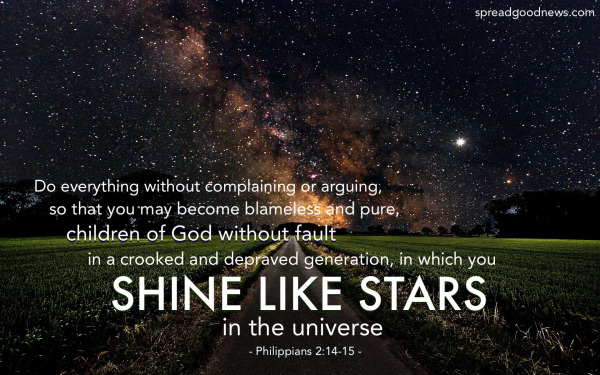 spreadgoodnews.com
Do everything without complaining or arguing,
so that you may become blameless and pure,
children of God without fault
in a crooked and depraved generation, in which you
SHINE LIKE STARS
in the universe
- Philippians 2:14-15 -